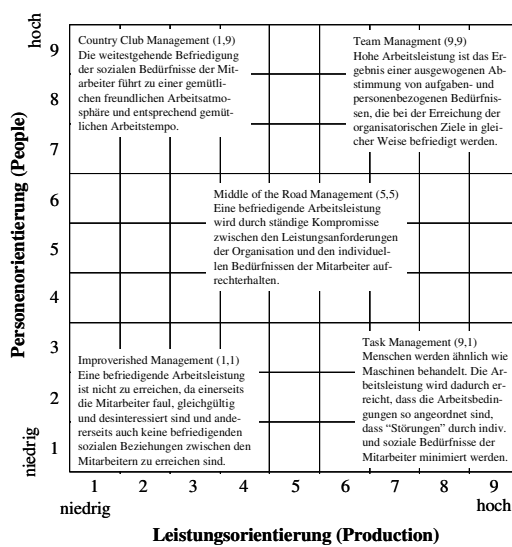 Personenorientierung (People)
hoch
9
8
7
6
5
4
3
2
1
niedrig
Country Club Management (1,9)
Die weitestgehende Befriedigung
der sozialen Bedürfnisse der Mit-
arbeiter führt zu einer gemüt-
lichen freundlichen Arbeitsatmo-
sphäre und entsprechend gemüt-
lichen Arbeitstempo.
Team Managment (9,9)
Hohe Arbeitsleistung ist das Er-
gebnis einer ausgewogenen Ab-
stimmung von aufgaben- und
personenbezogenen Bedürfnis-
sen, die bei der Erreichung der
organisatorischen Ziele in glei-
cher Weise befriedigt werden.
Middle of the Road Management (5,5)
Eine befriedigende Arbeitsleistung
wird durch ständige Kompromisse
zwischen den Leistungsanforderungen
der Organisation und den individuel-
len Bedürfnissen der Mitarbeiter auf-
rechterhalten.
Improverished Management (1,1)
Eine befriedigende Arbeitsleistung
ist nicht zu erreichen, da einerseits
die Mitarbeiter faul, gleichgültig
und desinteressiert sind und ande-
rerseits auch keine befriedigenden
sozialen Beziehungen zwischen den
Mitarbeitern zu erreichen sind.
Task Management (9,1)
Menschen werden ähnlich wie
Maschinen behandelt. Die Ar-
beitsleistung wird dadurch er-
reicht, dass die Arbeitsbedin-
gungen so angeordnet sind,
dass “Störungen” durch indiv.
und soziale Bedürfnisse der
Mitarbeiter minimiert werden.
1 2 3 4 5 6 7 8 9
niedrig hoch
Leistungsorientierung (Production)